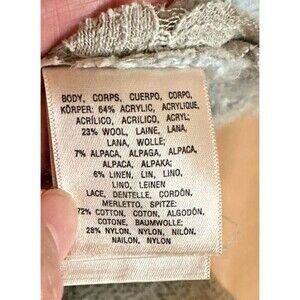 BODY, CORPS, CUERPO, CORPO,
KÖRPER: 64% ACRYLIC, ACRYLIQUE,
ACRÍLICO, ACRILICO, ACRYL;
23% WOOL, LAINE, LANA,
LANA, WOLLE;
7% ALPACA, ALPAGA, ALPACA,
ALPACA, ALPAKA;
6% LINEN, LIN, LINO,
LINO, LEINEN
LACE, DENTELLE, CORDÓN,
MERLETTO, SPITZE:
72% COTTON, COTON, ALGODÓN,
COTONE, BAUMWOLLE;
28% NYLON, NYLON, NILÓN,
NAILON, NYLON